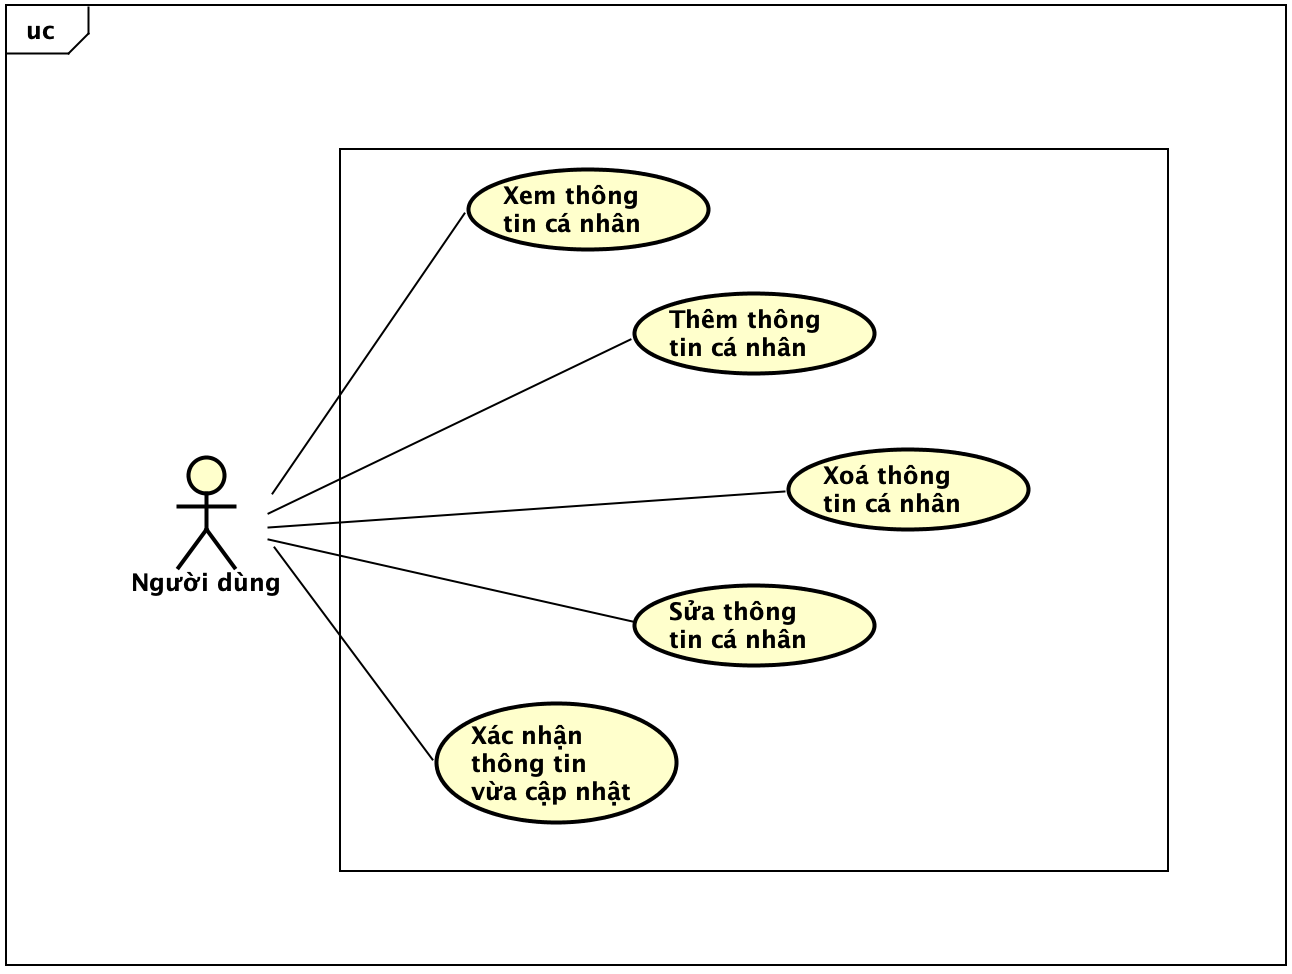 uc
Xem thông
tin cá nhân
Thêm thông
tin cá nhân
Xoá thông
tin cá nhân
Người dùng
Sửa thông
tin cá nhân
Xác nhận
thông tin
vừa cập nhật